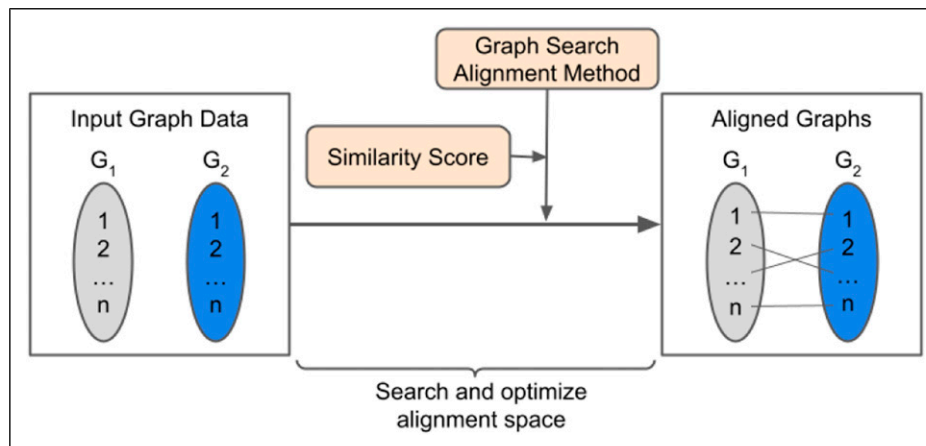 Graph Search
Alignment Method
Input Graph Data
Similarity Score
Aligned Graphs
G1
G2
1
2
...
n
1
2
...
n
G1
G2
1
2
...
n
1
2
...
n
Search and optimize
alignment space